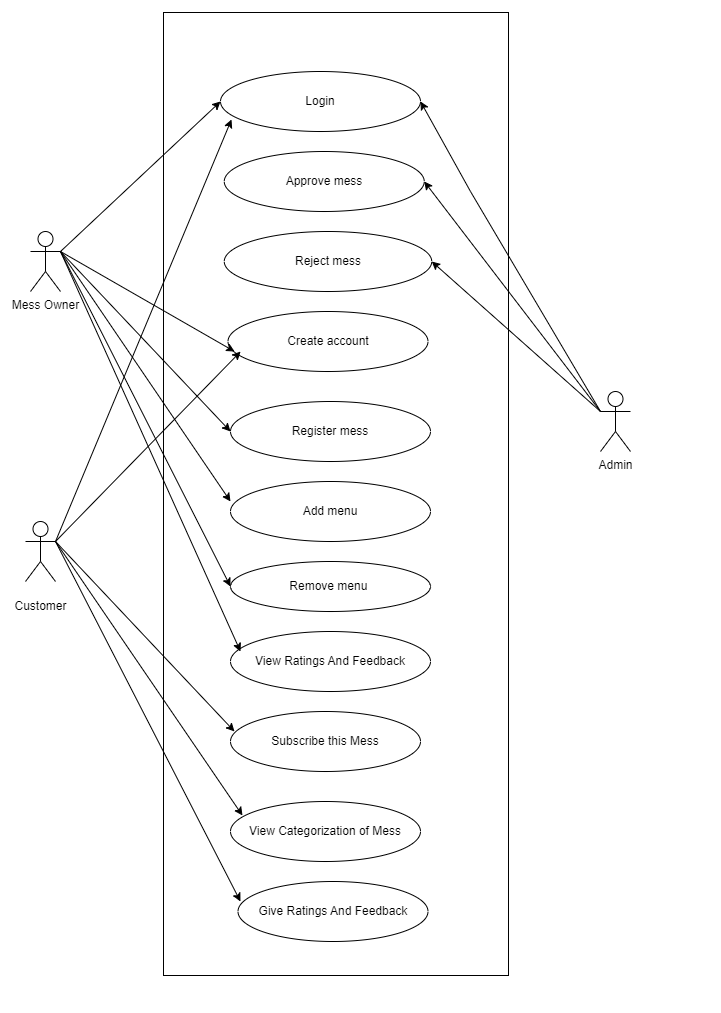 Login
Approve mess
Reject mess
Mess Owner
Create account
Register mess
Admin
Add menu
Remove menu
Customer
View Ratings And Feedback
Subscribe this Mess
View Categorization of Mess
Give Ratings And Feedback